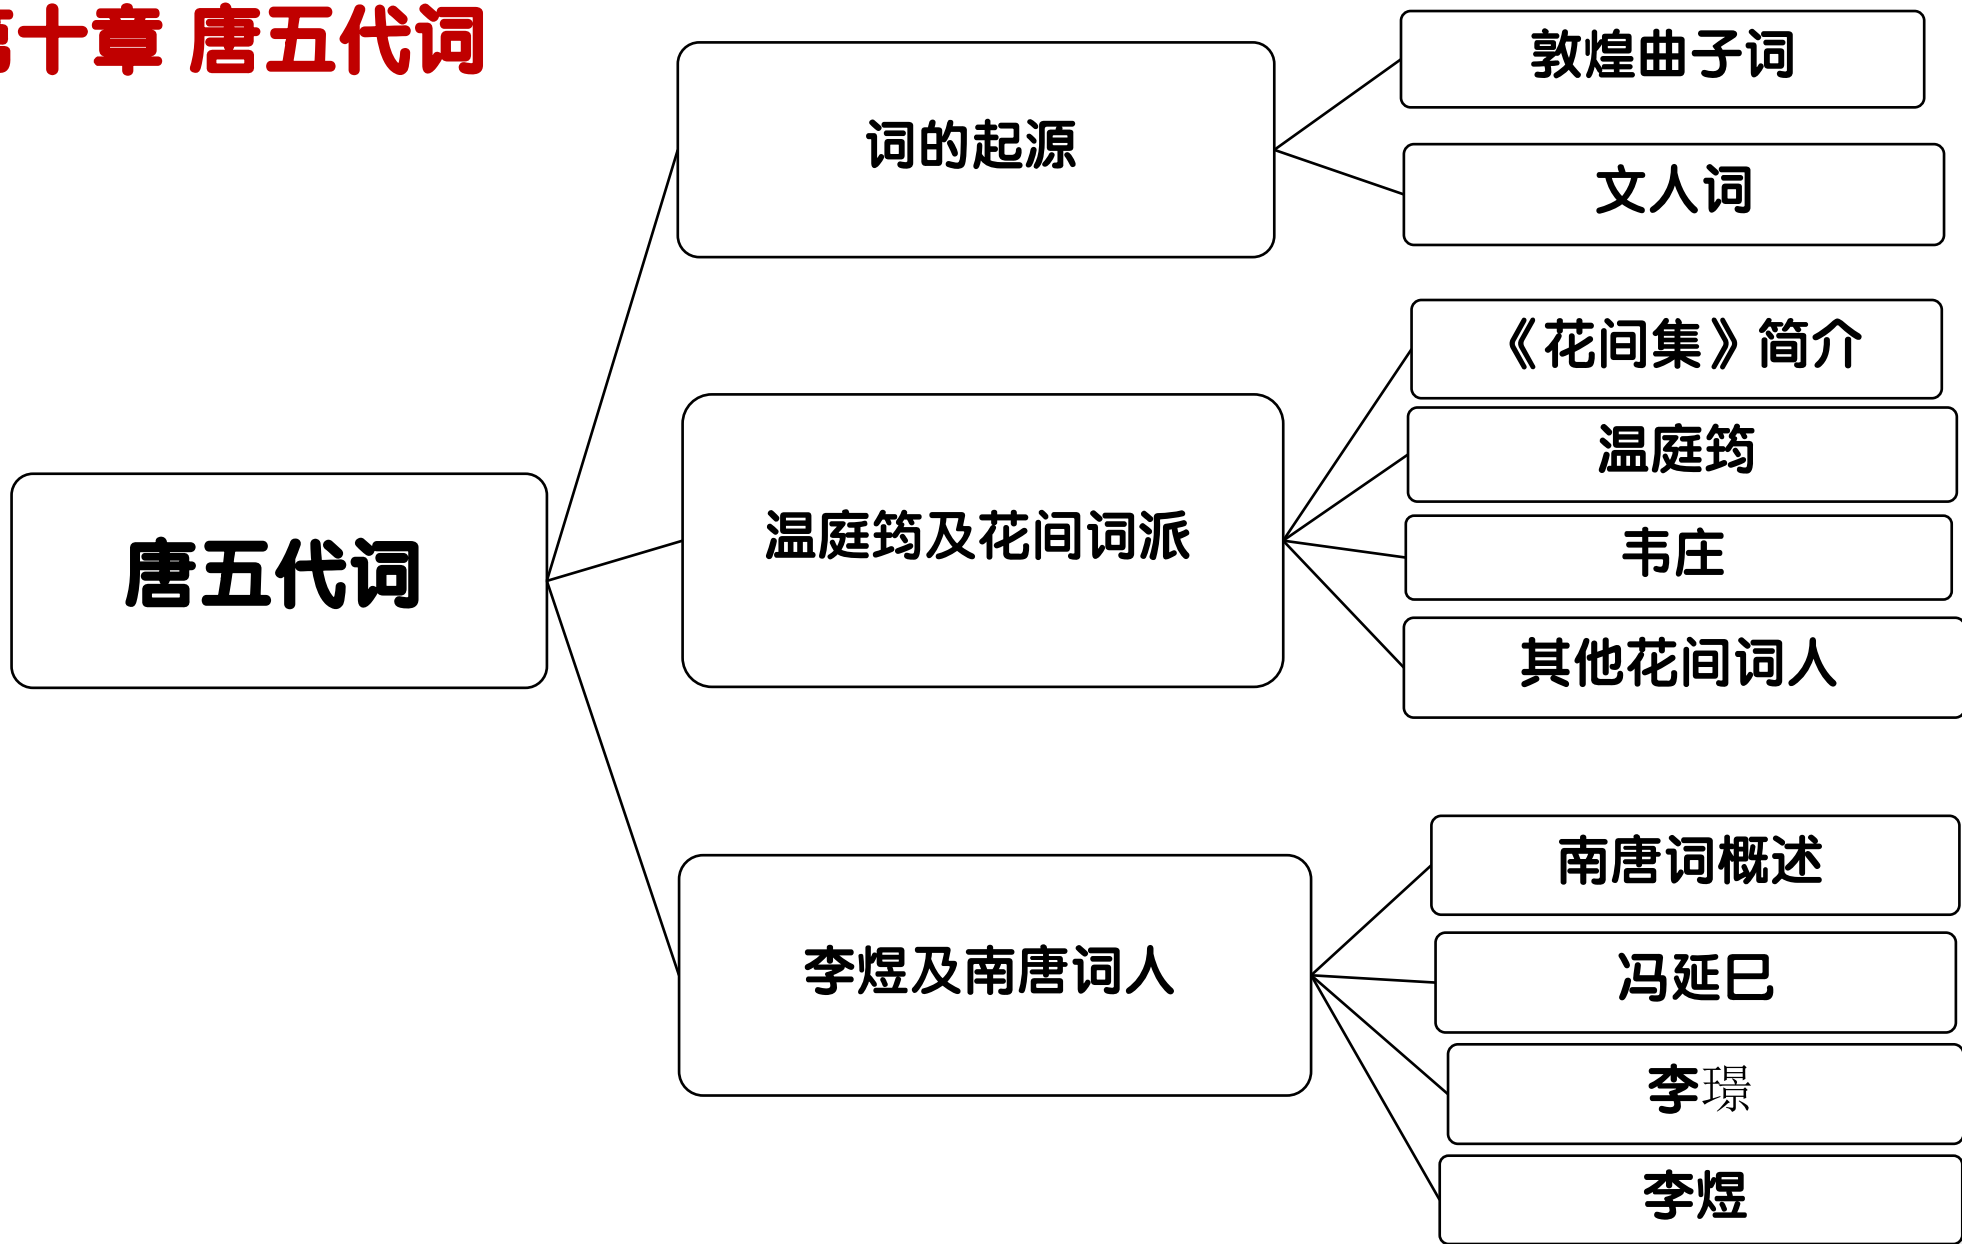 第十章 唐五代词
唐五代词
词的起源
敦煌曲子词
文人词
温庭筠及花间词派
《花间集》简介
温庭筠
韦庄
其他花间词人
李煜及南唐词人
南唐词概述
冯延巳
李璟
李煜